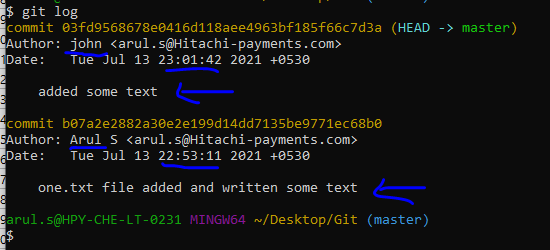 $ git log
commit 03fd9568678e0416d118aee4963bf185f66c7d3a (HEAD -> master)
Author: john <arul.s@Hitachi-payments.com>
Date:   Tue Jul 13 23:01:42 2021 +0530
added some text
commit b07a2e2882a30e2e199d14dd7135be9771ec68b0
Author: Arul S <arul.s@Hitachi-payments.com>
Date:   Tue Jul 13 22:53:11 2021 +0530
one.txt file added and written some text
arul.s@HPY-CHE-LT-0231 MINGW64 ~/Desktop/Git (master)
$